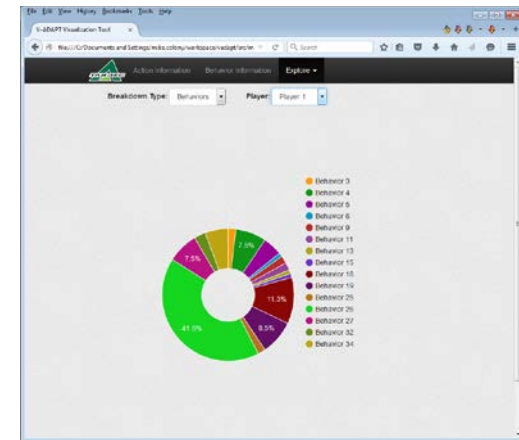 File Edit View History Bookmarks Tools Help
V-ADAPT Visualization Tool
Search
Action Information Behavior Information Explore
Breakdown Type: Behaviors Player: Player 1
Behavior 3
Behavior 4
Behavior 5
Behavior 6
Behavior 9
Behavior 11
Behavior 13
Behavior 15
Behavior 18
Behavior 19
Behavior 25
Behavior 26
Behavior 27
Behavior 32
Behavior 34
7.5%
7.5%
11.3%
8.5%